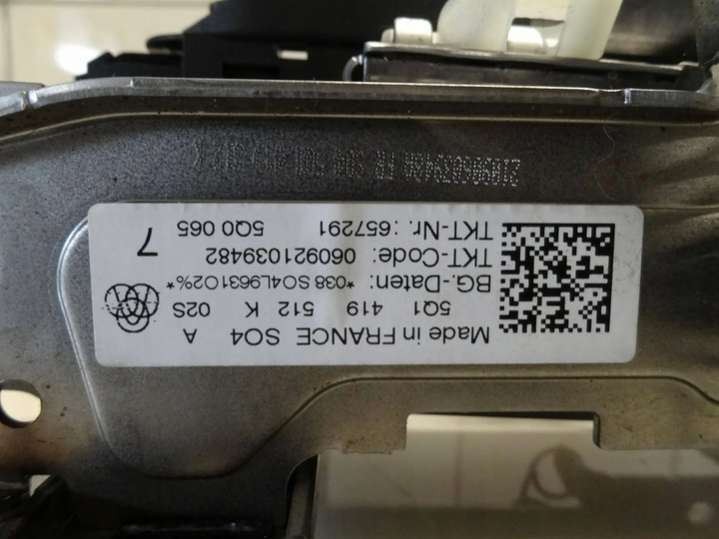 Made in FRANCE SO4 A
5Q1 419 512 K 02S
BG.-Daten: *038 SO4L9631O2%*
TKT-Code: 060921039482
TKT-Nr.: 657291 5Q0 065 7